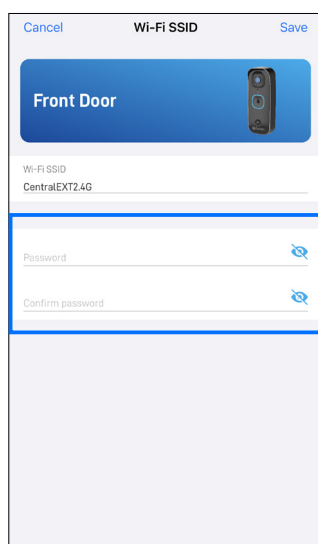 Cancel Wi-Fi SSID Save
Front Door
Wi-Fi SSID
CentralEXT2.4G
Password
Confirm password